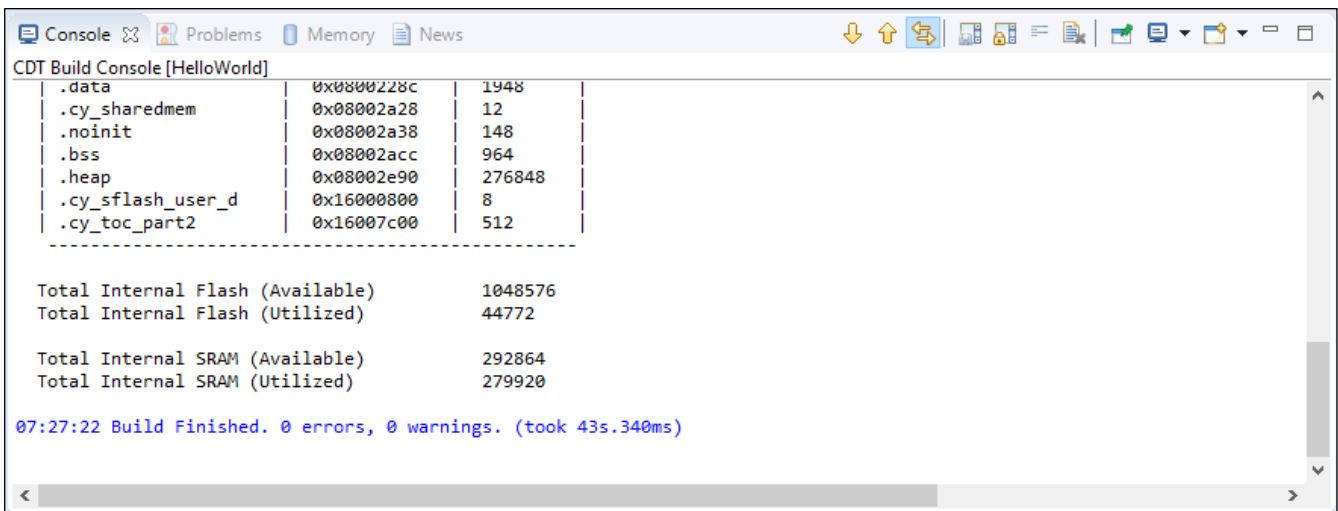 Console Problems Memory News
CDT Build Console [HelloWorld]
| .data | 0x0800228c | 1948 |
| .cy_sharedmem | 0x08002a28 | 12 |
| .noinit | 0x08002a38 | 148 |
| .bss | 0x08002acc | 964 |
| .heap | 0x08002e90 | 276848 |
| .cy_sflash_user_d | 0x16000800 | 8 |
| .cy_toc_part2 | 0x16007c00 | 512 |
--------------------------------------------------
Total Internal Flash (Available) 1048576
Total Internal Flash (Utilized) 44772
Total Internal SRAM (Available) 292864
Total Internal SRAM (Utilized) 279920
07:27:22 Build Finished. 0 errors, 0 warnings. (took 43s.340ms)